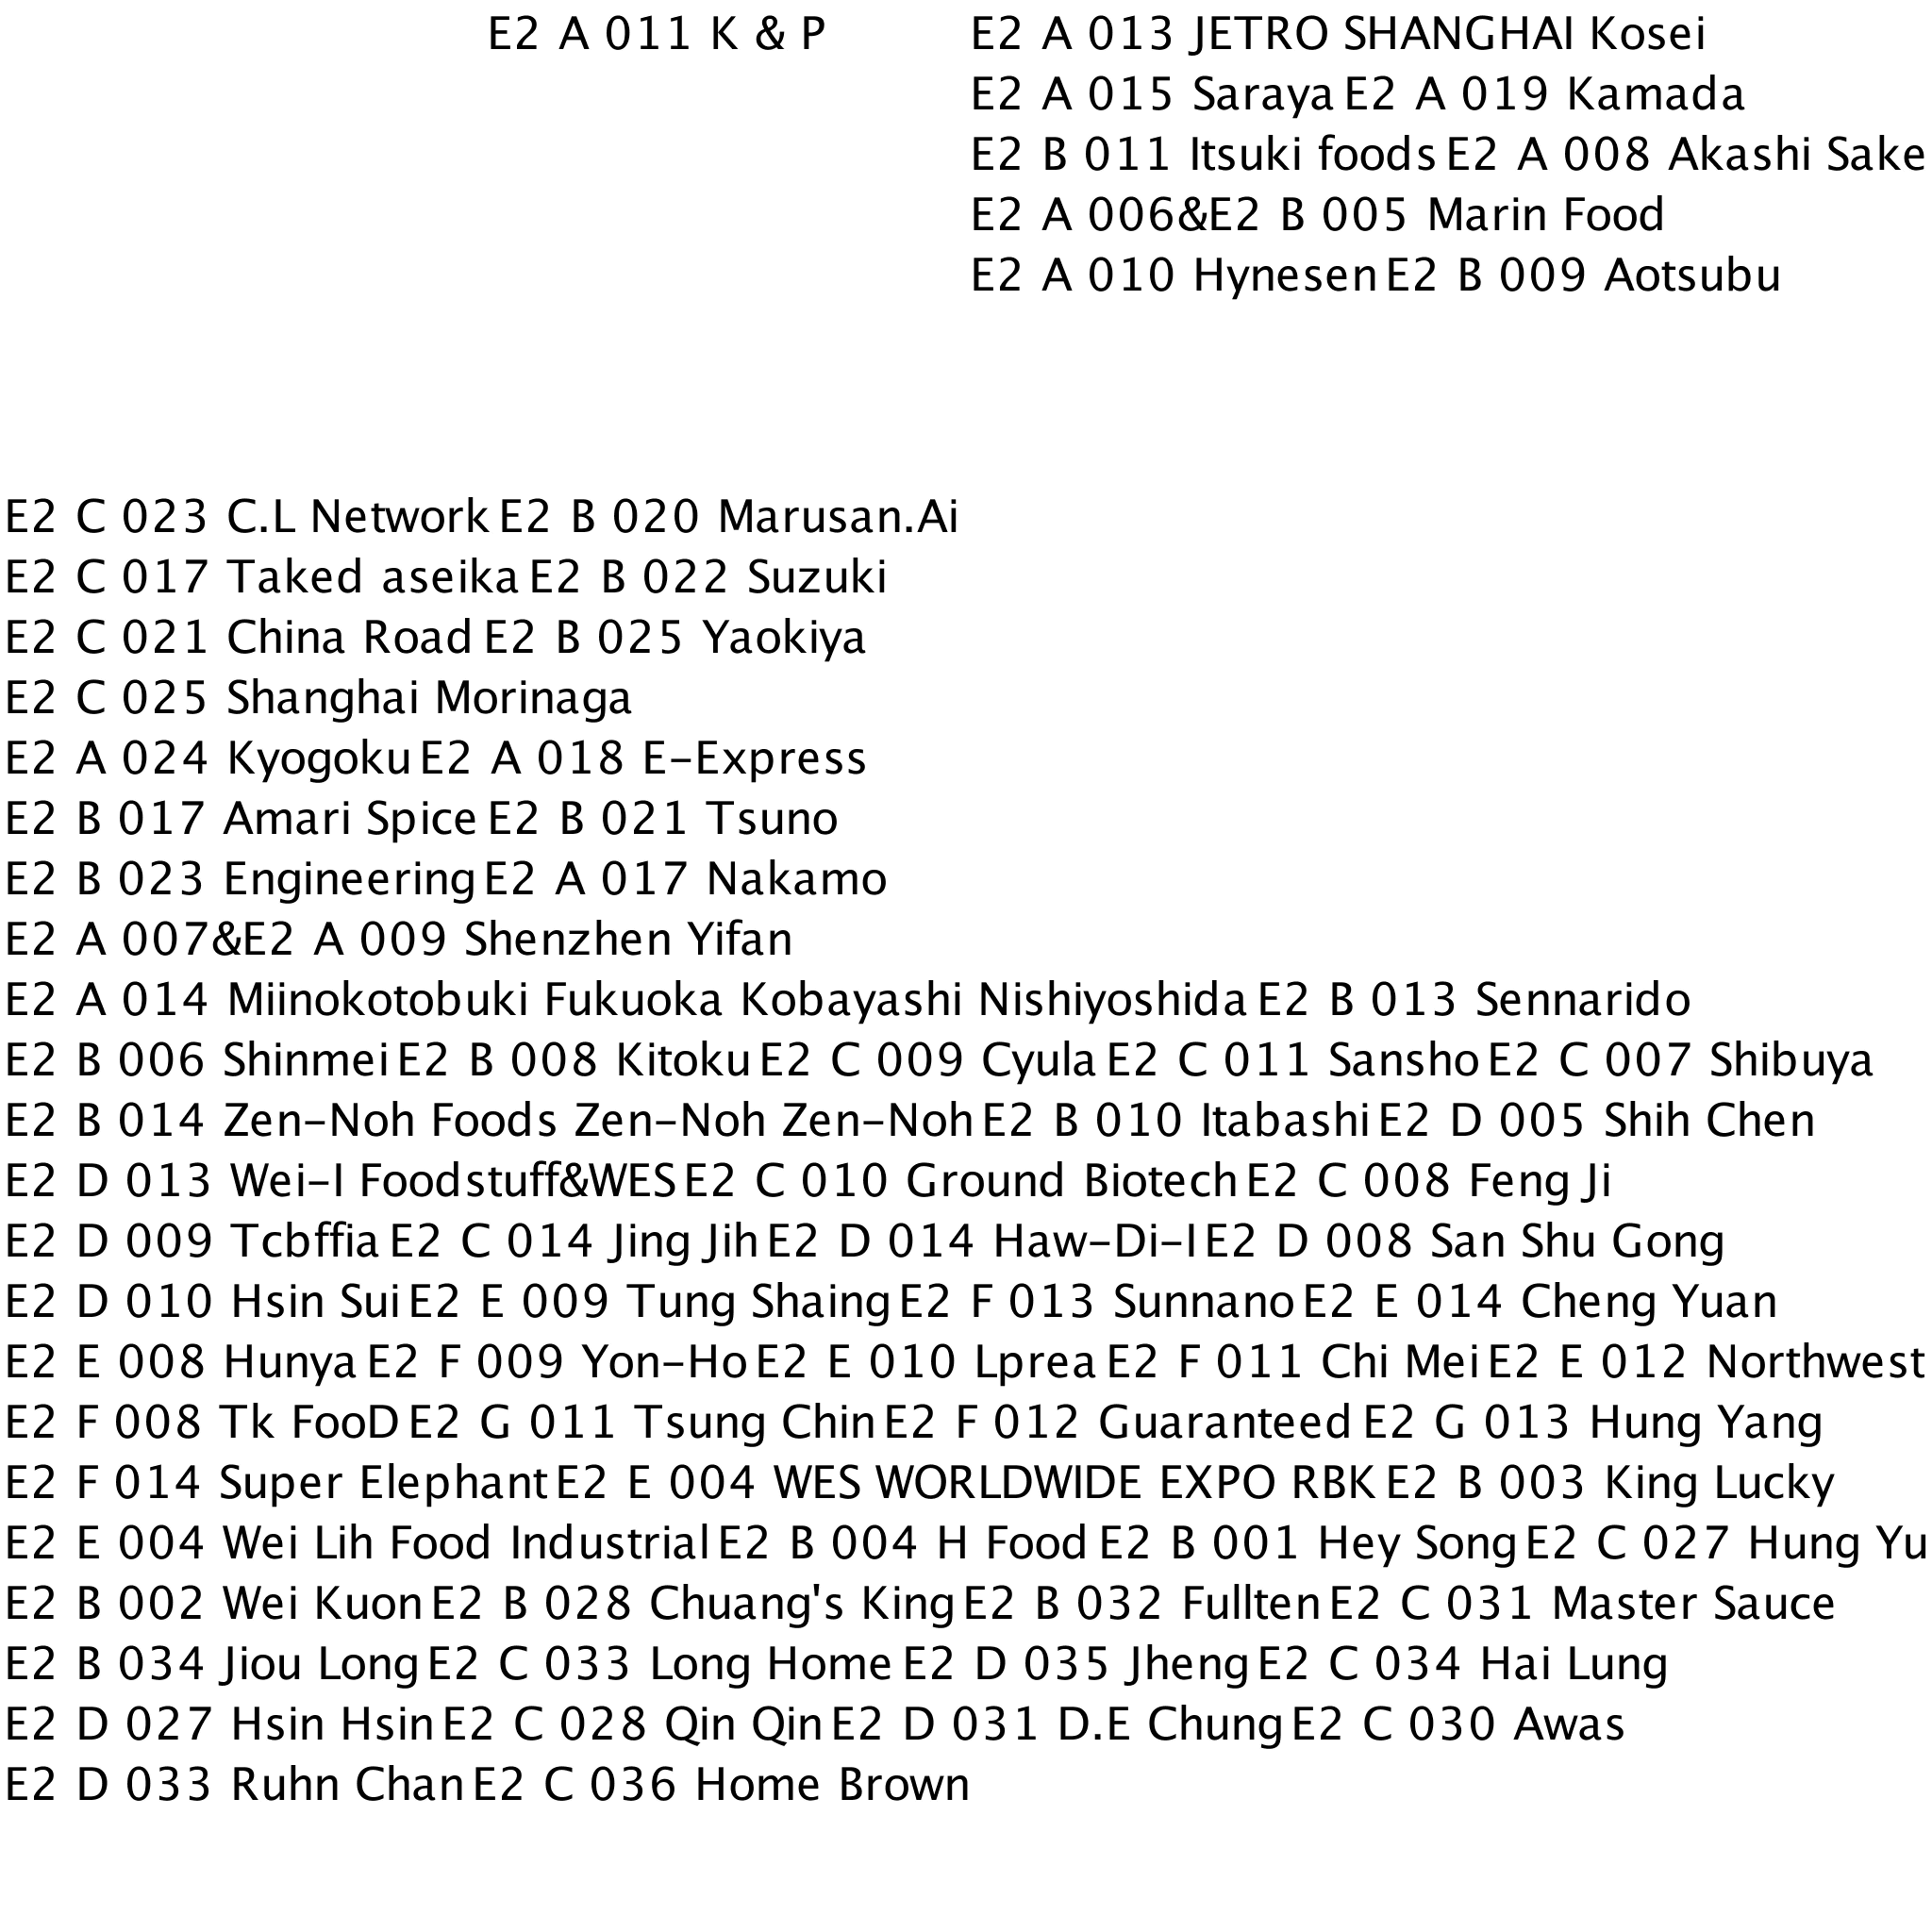 E2 A 011 K & P E2 A 013 JETRO SHANGHAI Kosei
E2 A 015 Saraya E2 A 019 Kamada
E2 B 011 Itsuki foods E2 A 008 Akashi Sake
E2 A 006&E2 B 005 Marin Food
E2 A 010 Hynesen E2 B 009 Aotsubu
E2 C 023 C.L Network E2 B 020 Marusan.Ai
E2 C 017 Taked aseika E2 B 022 Suzuki
E2 C 021 China Road E2 B 025 Yaokiya
E2 C 025 Shanghai Morinaga
E2 A 024 Kyogoku E2 A 018 E-Express
E2 B 017 Amari Spice E2 B 021 Tsuno
E2 B 023 Engineering E2 A 017 Nakamo
E2 A 007&E2 A 009 Shenzhen Yifan
E2 A 014 Miinokotobuki Fukuoka Kobayashi Nishiyoshida E2 B 013 Sennarido
E2 B 006 Shinmei E2 B 008 Kitoku E2 C 009 Cyula E2 C 011 Sansho E2 C 007 Shibuya
E2 B 014 Zen-Noh Foods Zen-Noh Zen-Noh E2 B 010 Itabashi E2 D 005 Shih Chen
E2 D 013 Wei-I Foodstuff&WES E2 C 010 Ground Biotech E2 C 008 Feng Ji
E2 D 009 Tcbffia E2 C 014 Jing Jih E2 D 014 Haw-Di-I E2 D 008 San Shu Gong
E2 D 010 Hsin Sui E2 E 009 Tung Shaing E2 F 013 Sunnano E2 E 014 Cheng Yuan
E2 E 008 Hunya E2 F 009 Yon-Ho E2 E 010 Lprea E2 F 011 Chi Mei E2 E 012 Northwest
E2 F 008 Tk FooD E2 G 011 Tsung Chin E2 F 012 Guaranteed E2 G 013 Hung Yang
E2 F 014 Super Elephant E2 E 004 WES WORLDWIDE EXPO RBK E2 B 003 King Lucky
E2 E 004 Wei Lih Food Industrial E2 B 004 H Food E2 B 001 Hey Song E2 C 027 Hung Yu
E2 B 002 Wei Kuon E2 B 028 Chuang's King E2 B 032 Fullten E2 C 031 Master Sauce
E2 B 034 Jiou Long E2 C 033 Long Home E2 D 035 Jheng E2 C 034 Hai Lung
E2 D 027 Hsin Hsin E2 C 028 Qin Qin E2 D 031 D.E Chung E2 C 030 Awas
E2 D 033 Ruhn Chan E2 C 036 Home Brown